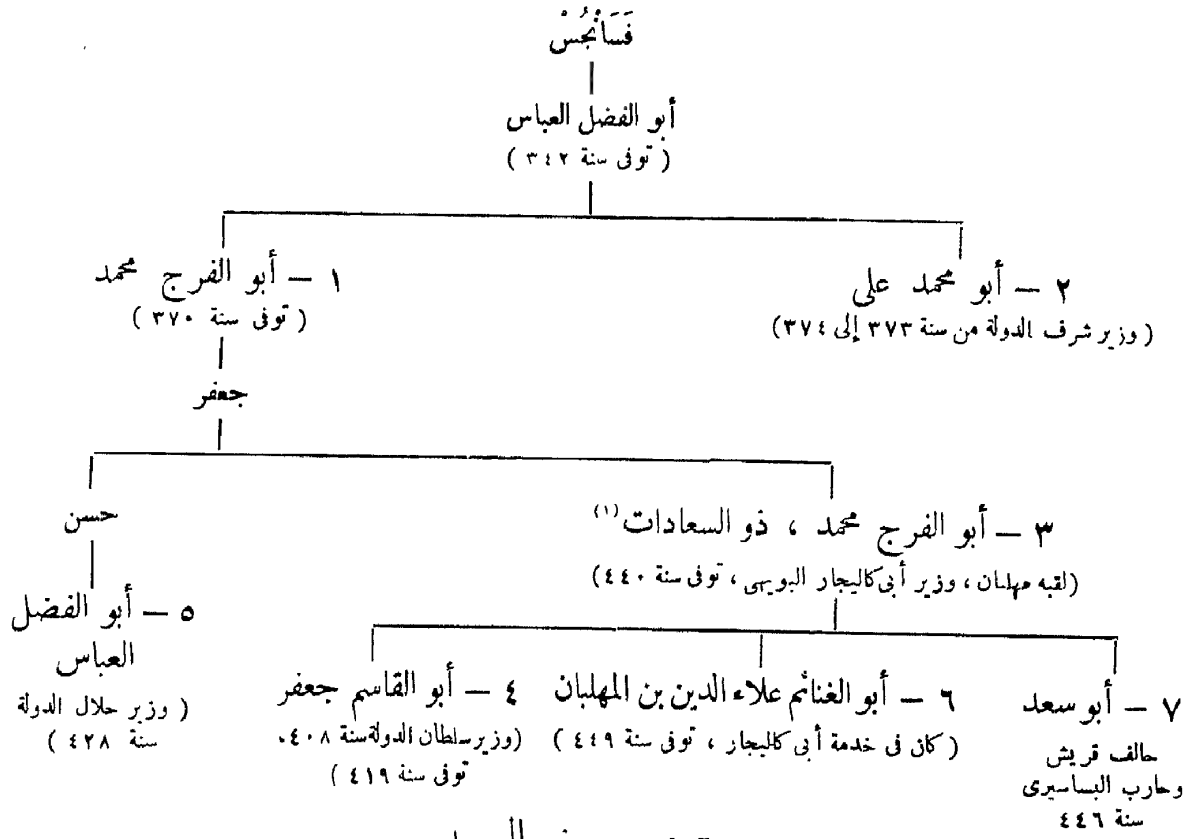 فَسَانْجُسْ
أبو الفضل العباس
( توفى سنة ٣٤٢ )
٢ — أبو محمد على
( وزير شرف الدولة من سنة ٣٧٣ إلى ٣٧٤)
١ — أبو الفرج محمد
( توفى سنة ٣٧٠ )
جعفر
٣ — أبو الفرج محمد ، ذو السعادات (١)
(لقبه مهلبان ، وزير أبى كاليجار البويهى ، توفى سنة ٤٤٠)
حسن
٥ — أبو الفضل
العباس
( وزير حلال الدولة
سنة ٤٢٨ )
٧ — أبو سعد
حالف قريش
وحارب البساسيرى
سنة ٤٤٦
٦ — أبو الغنائم علاء الدين بن المهلبان
( كان فى خدمة أبى كاليجار ، توفى سنة ٤٤٩ )
٤ — أبو القاسم جعفر
(وزير سلطان الدولة سنة ٤٠٨.
توفى سنة ٤١٩ )